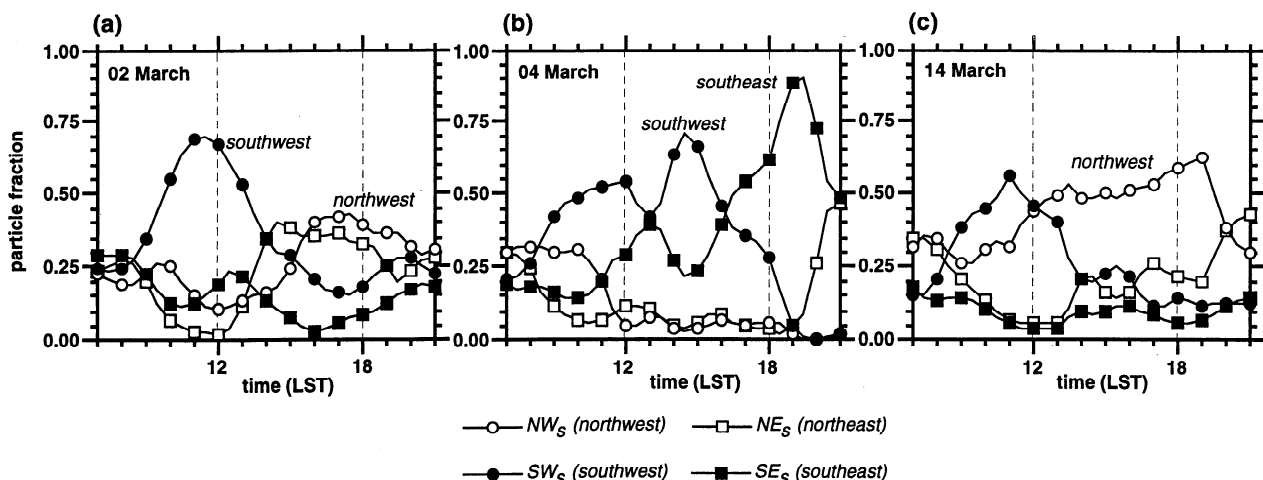 (a) (b) (c)
1.00 1.00 1.00
02 March 04 March 14 March
southeast
0.75 0.75 0.75
southwest
southwest
northwest
particle fraction
0.50 0.50 0.50
northwest
0.25 0.25 0.25
0.00 0.00 0.00
12 18 12 18 12 18
time (LST) time (LST) time (LST)
NWS (northwest) NES (northeast)
SWS (southwest) SES (southeast)